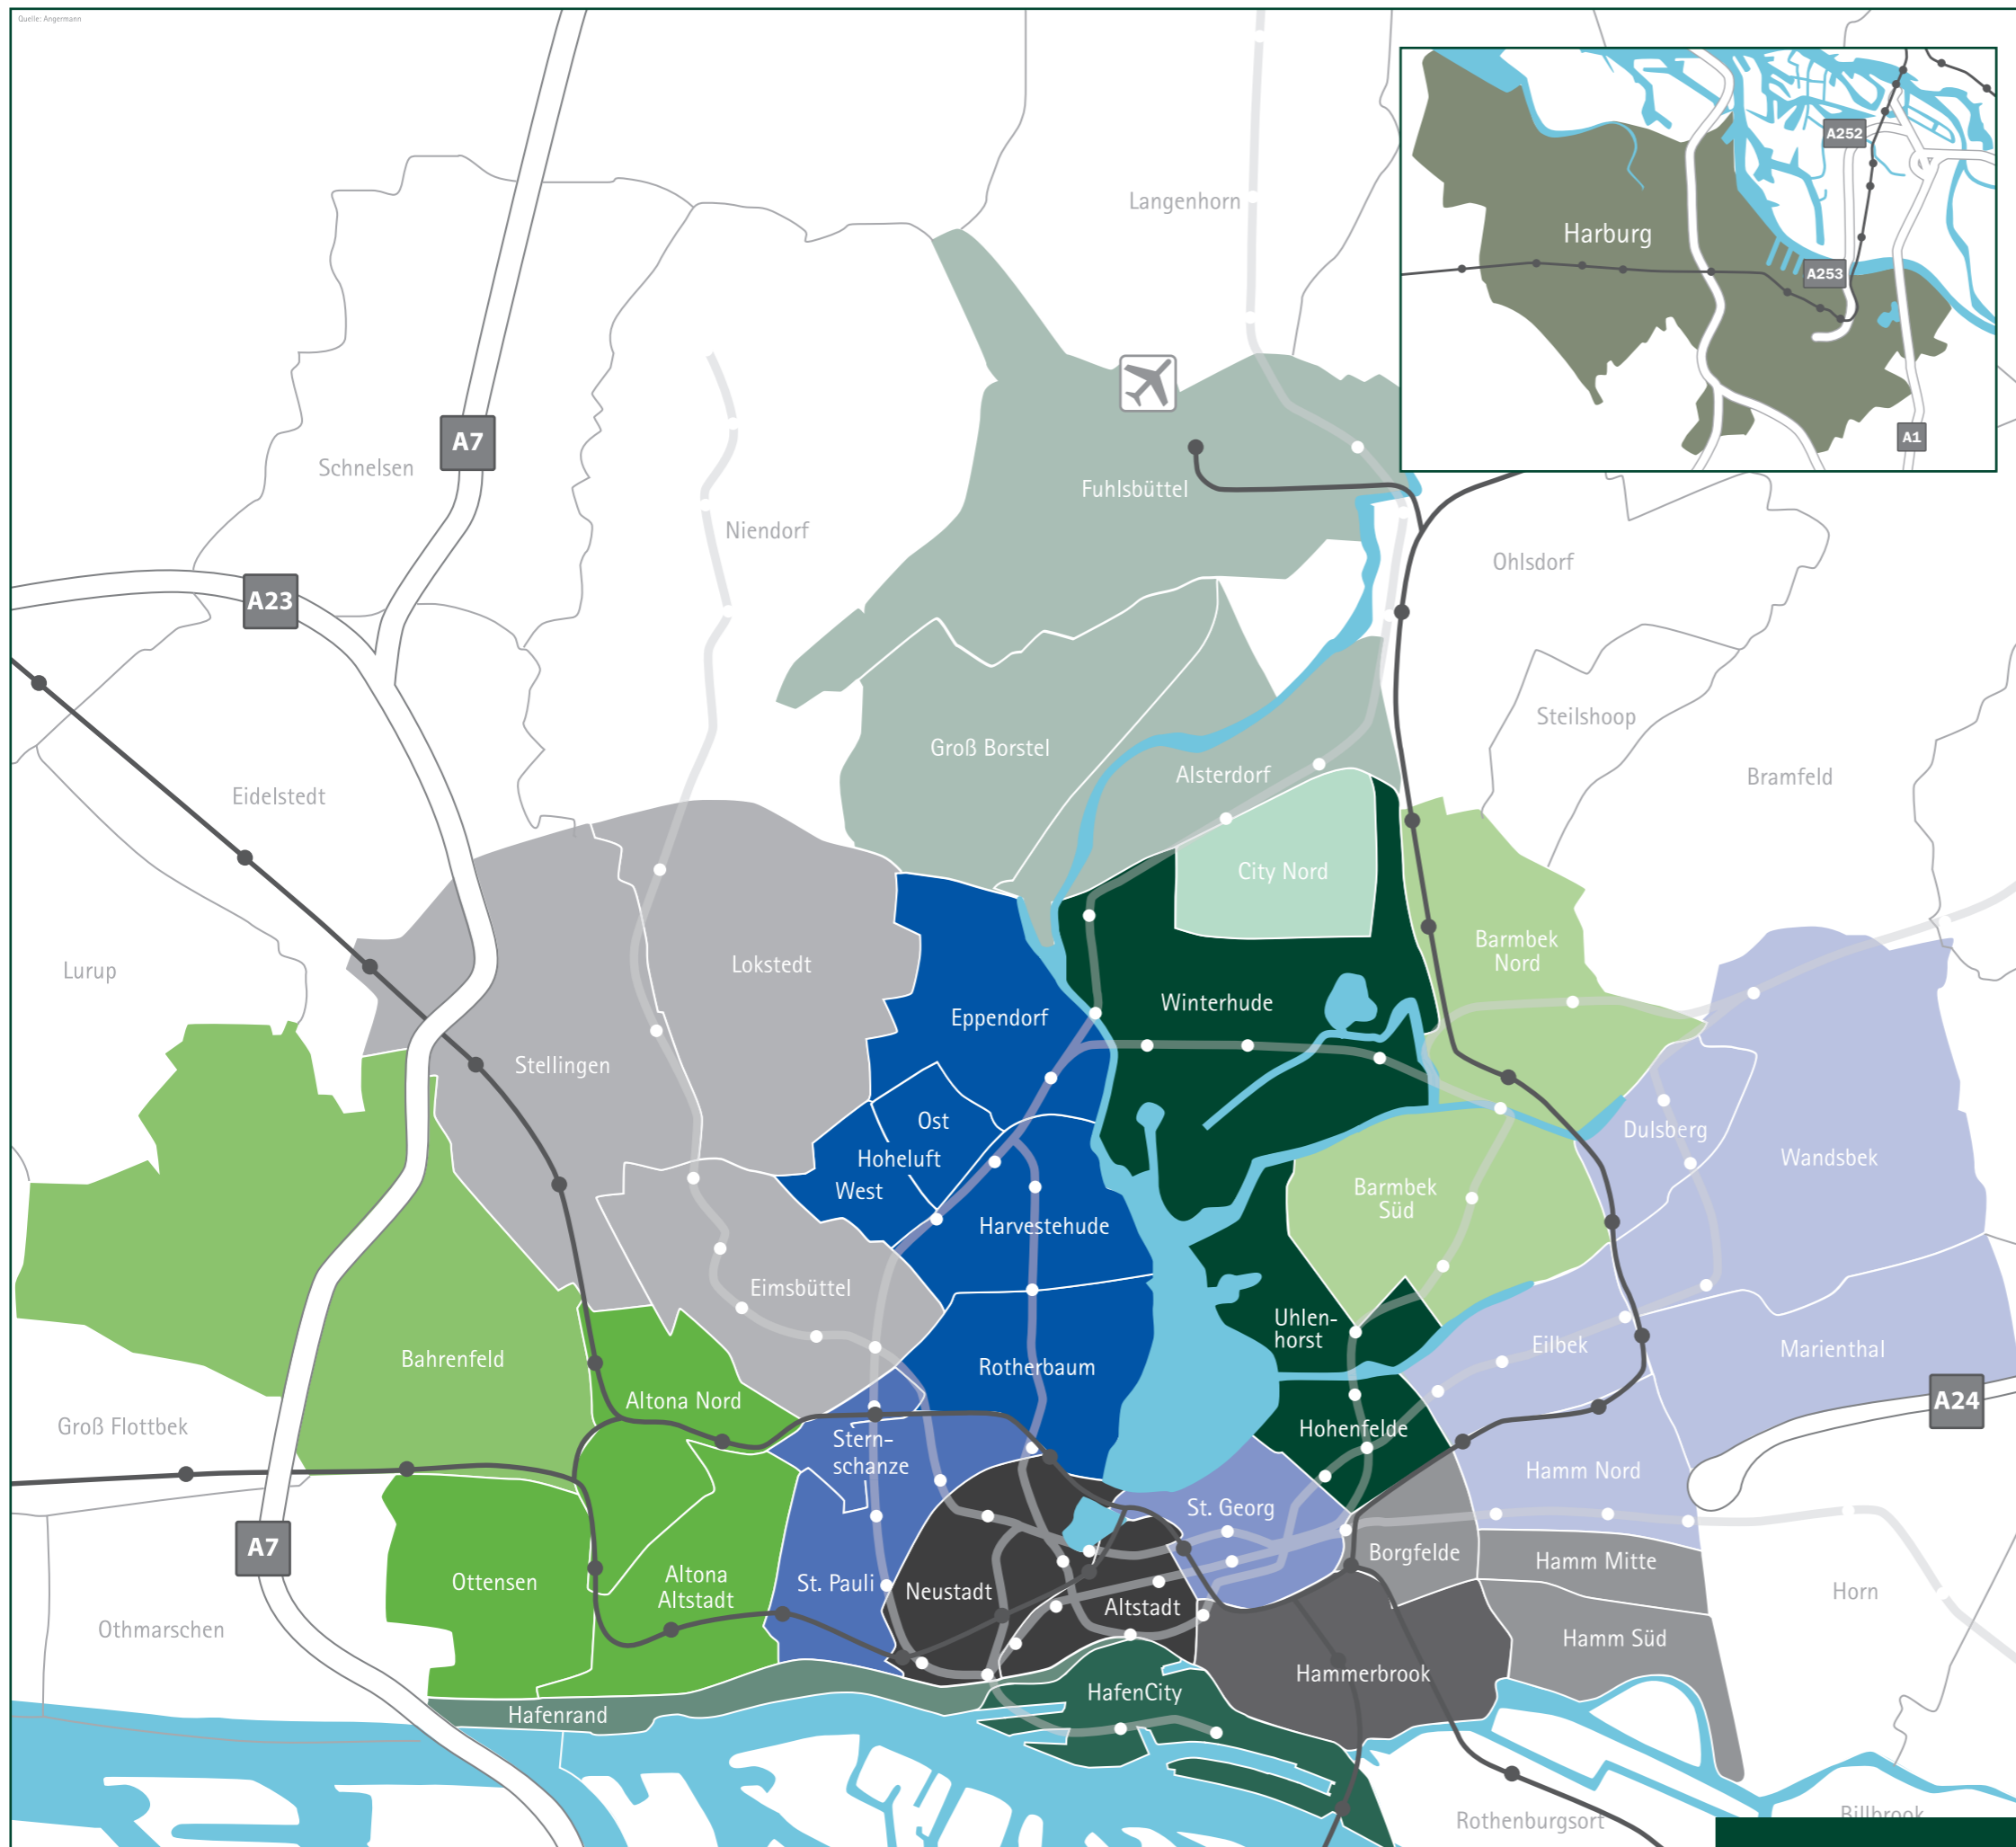 Quelle: Angermann
Langenhorn
A252
Harburg
A253
A1
A7
Schnelsen
Fuhlsbüttel
Niendorf
Ohlsdorf
A23
Steilshoop
Groß Borstel
Alsterdorf
Bramfeld
Eidelstedt
City Nord
Barmbek
Nord
Lokstedt
Lurup
Winterhude
Eppendorf
Stellingen
Ost
Dulsberg
Hoheluft
Wandsbek
West
Barmbek
Süd
Harvestehude
Eimsbüttel
Uhlen-
horst
Eilbek
Marienthal
Bahrenfeld
Rotherbaum
Altona Nord
A24
Groß Flottbek
Hohenfelde
Stern-
schanze
Hamm Nord
St. Georg
A7
Borgfelde
Hamm Mitte
Ottensen
Altona
Altstadt
St. Pauli
Neustadt
Altstadt
Horn
Othmarschen
Hamm Süd
Hammerbrook
HafenCity
Hafenrand
Rothenburgsort
Billbrook